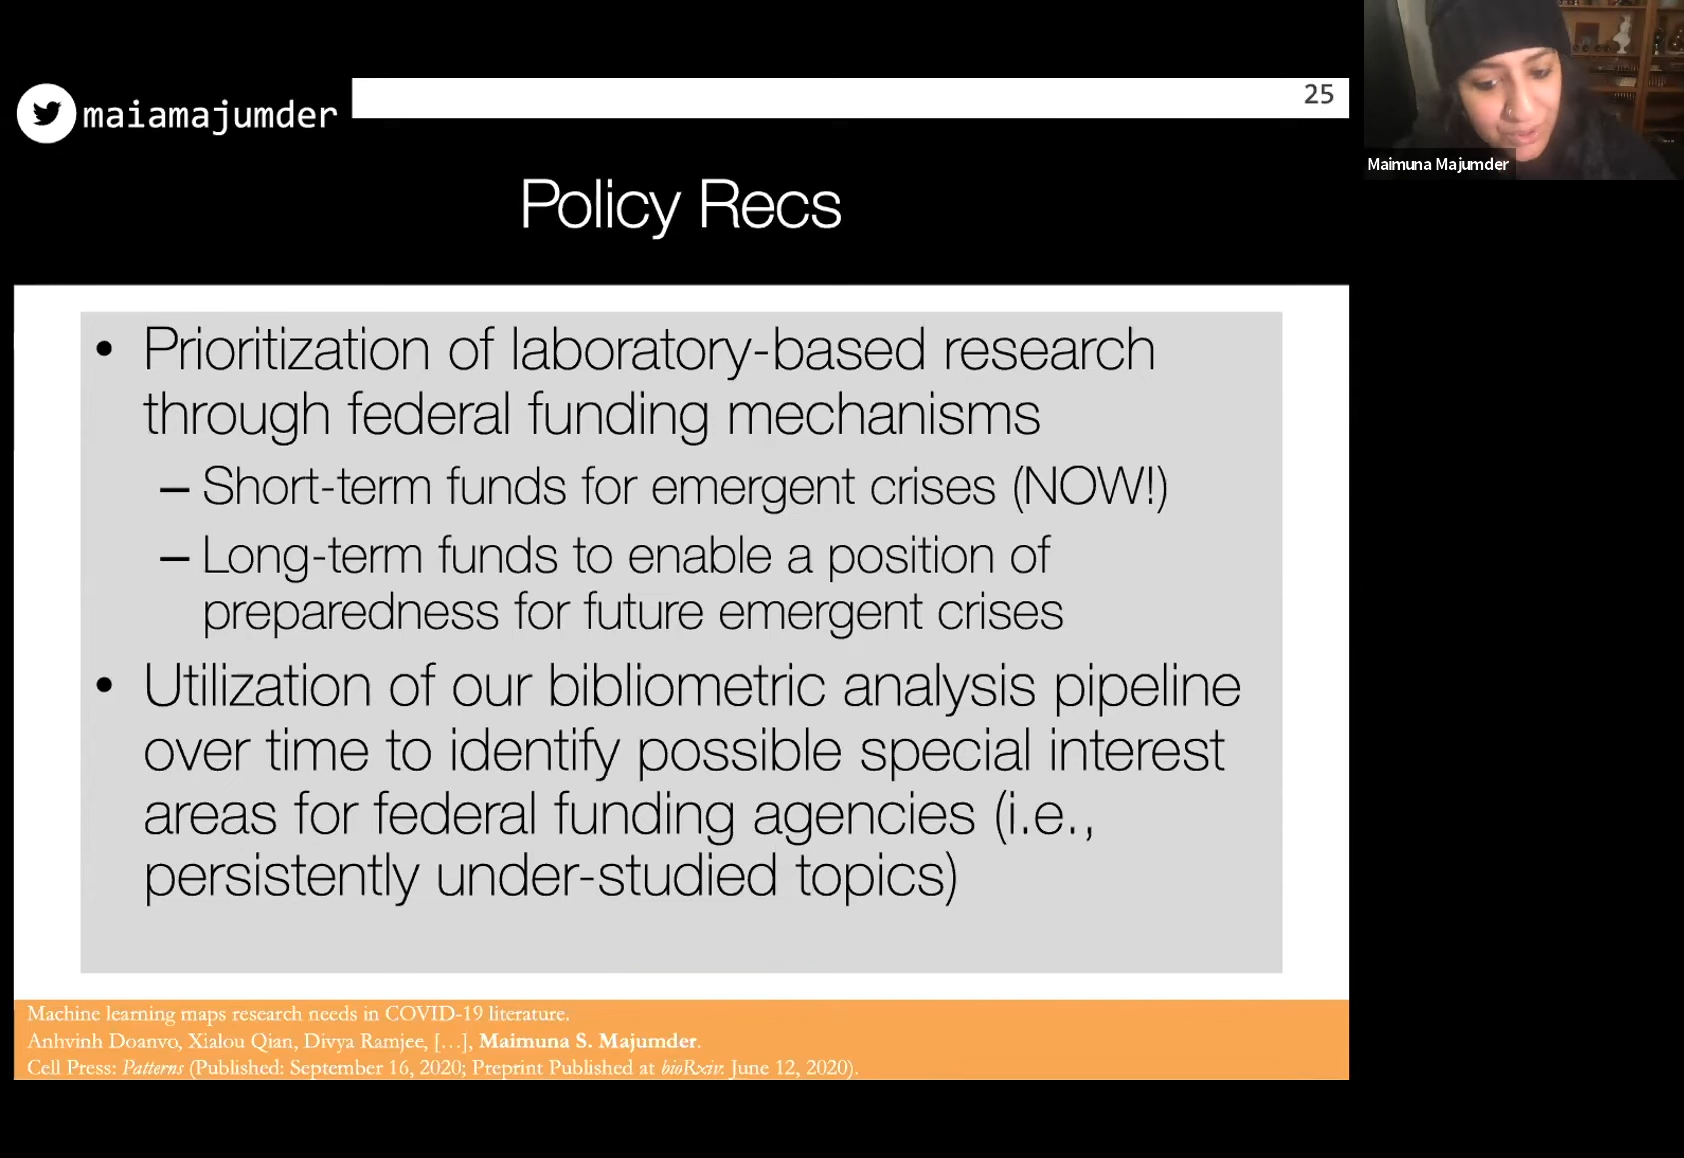 maiamajumder
25
Maimuna Majumder
Policy Recs
• Prioritization of laboratory-based research
through federal funding mechanisms
– Short-term funds for emergent crises (NOW!)
– Long-term funds to enable a position of
preparedness for future emergent crises
• Utilization of our bibliometric analysis pipeline
over time to identify possible special interest
areas for federal funding agencies (i.e.,
persistently under-studied topics)
Machine learning maps research needs in COVID-19 literature.
Anhvinh Doanvo, Xialou Qian, Divya Ramjee, [...], Maimuna S. Majumder.
Cell Press: Patterns (Published: September 16, 2020; Preprint Published at bioRxiv: June 12, 2020).